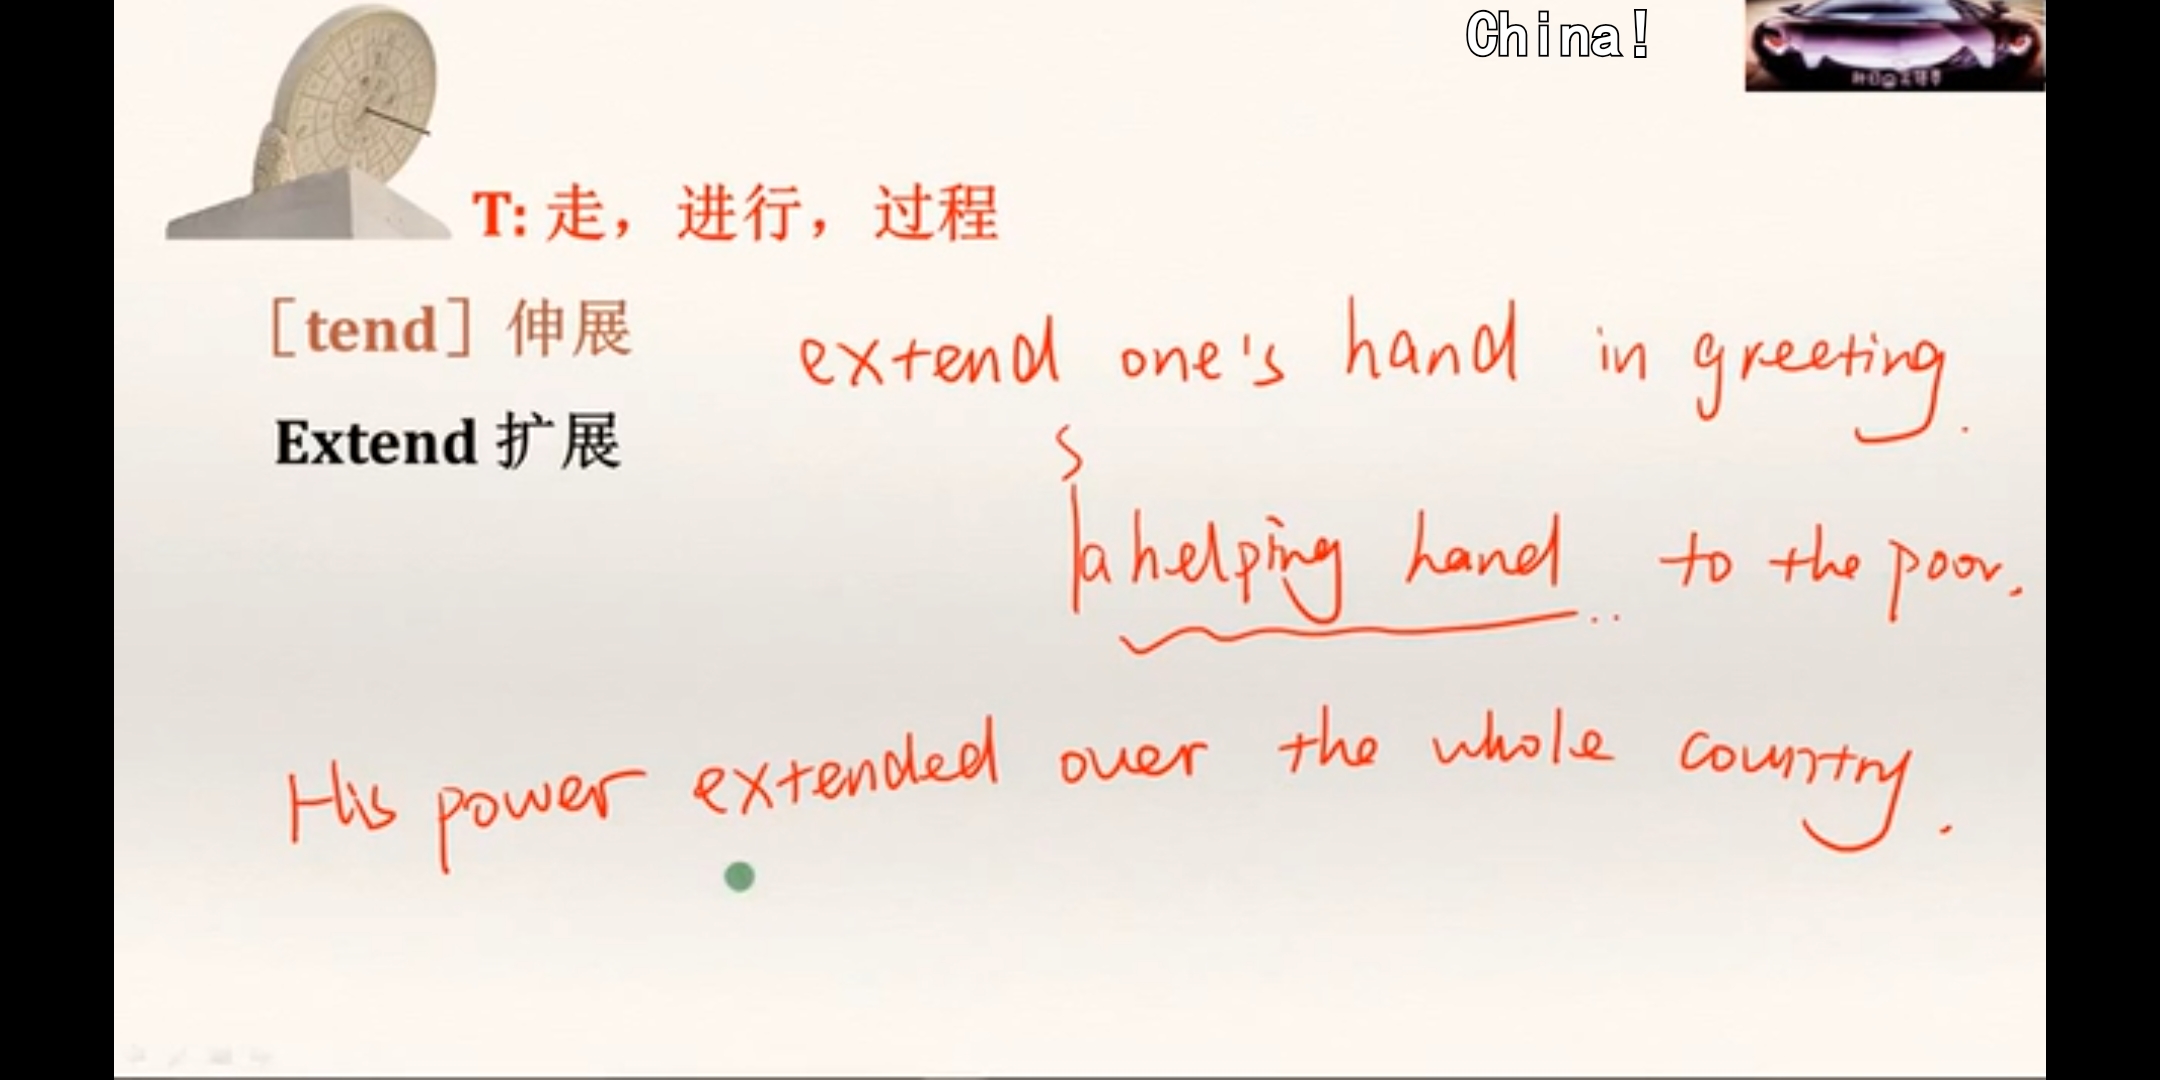 China!
T: 走，进行，过程
[tend] 伸展
extend one's hand in greeting.
Extend 扩展
s
a helping hand .. to the poor.
His power extended over the whole country.